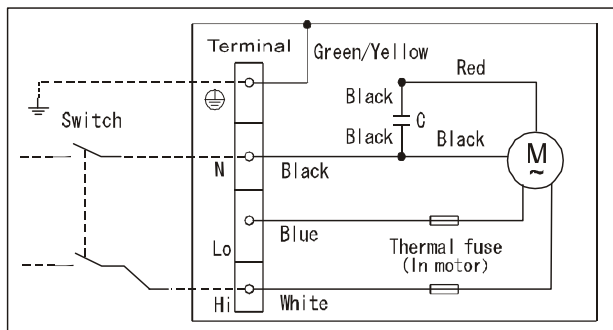 Terminal
Green/Yellow
Red
Black
Switch
C
Black
Black
N
Black
M
~
Lo
Blue
Thermal fuse
(In motor)
Hi
White